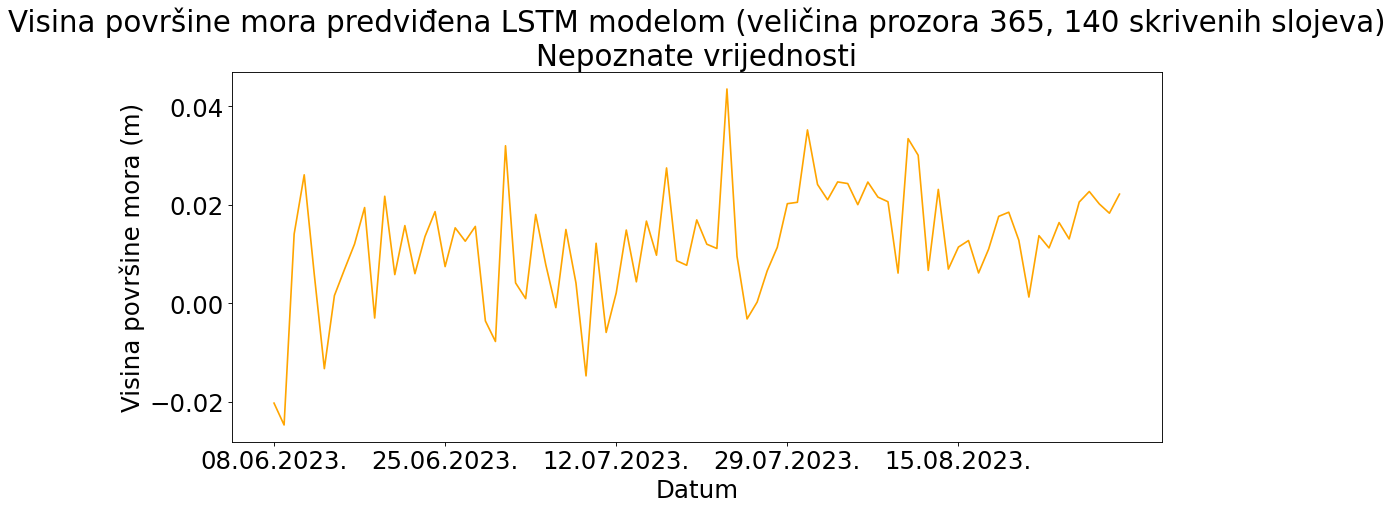 Visina površine mora predviđena LSTM modelom (veličina prozora 365, 140 skrivenih slojeva)
Nepoznate vrijednosti
Visina površine mora (m)
0.04
0.02
0.00
−0.02
08.06.2023. 25.06.2023. 12.07.2023. 29.07.2023. 15.08.2023.
Datum